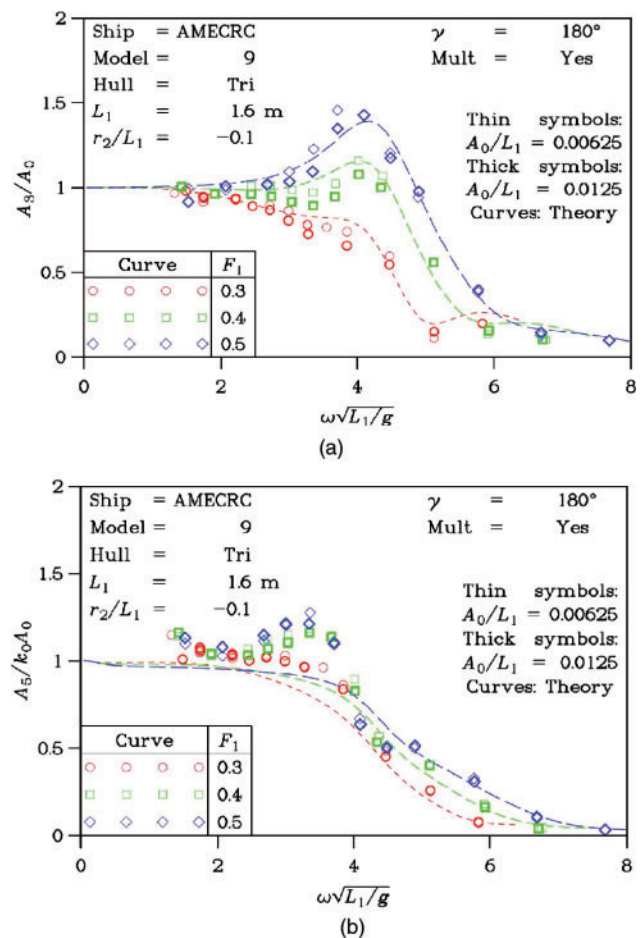 Ship = AMECRC
Model = 9
Hull = Tri
L₁ = 1.6 m
r₂/L₁ = −0.1
γ = 180°
Mult = Yes
Thin symbols:
A₀/L₁ = 0.00625
Thick symbols:
A₀/L₁ = 0.0125
Curves: Theory
A₃/A₀
2
1.5
1
0.5
0
Curve F₁
0.3
0.4
0.5
0 2 4 6 8
ω√L₁/g
(a)
Ship = AMECRC
Model = 9
Hull = Tri
L₁ = 1.6 m
r₂/L₁ = −0.1
γ = 180°
Mult = Yes
Thin symbols:
A₀/L₁ = 0.00625
Thick symbols:
A₀/L₁ = 0.0125
Curves: Theory
A₅/k₀A₀
2
1.5
1
0.5
0
Curve F₁
0.3
0.4
0.5
0 2 4 6 8
ω√L₁/g
(b)